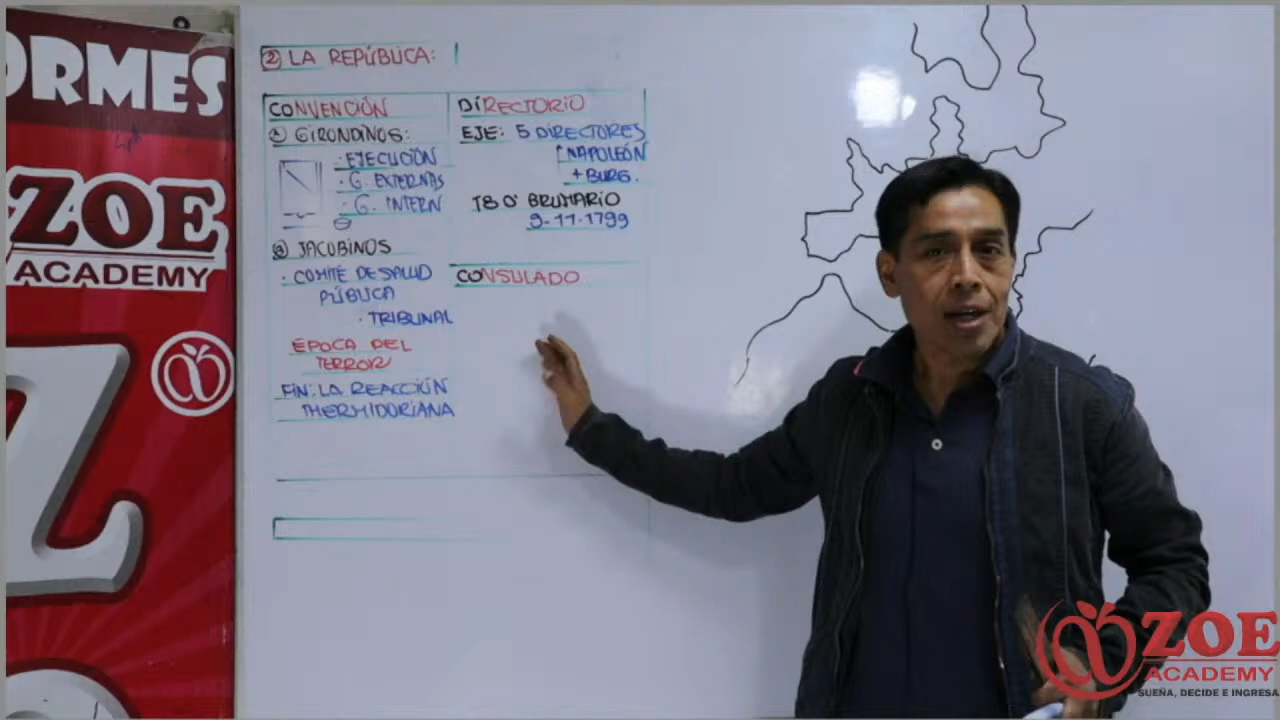 ORMES
ZOE
ACADEMY
② LA REPÚBLICA:
CONVENCIÓN
① GIRONDINOS:
· EJECUCIÓN
· G. EXTERNAS
· G. INTERN
② JACOBINOS
· COMITÉ DE SALUD
PÚBLICA
· TRIBUNAL
EPOCA DEL
TERROR
FIN: LA REACCIÓN
THERMIDORIANA
DIRECTORIO
EJE: 5 DIRECTORES
NAPOLEÓN
+ BURG.
18 0' BRUMARIO
9-11-1799
CONSULADO
ZOE
ACADEMY
SUEÑA, DECIDE E INGRESA